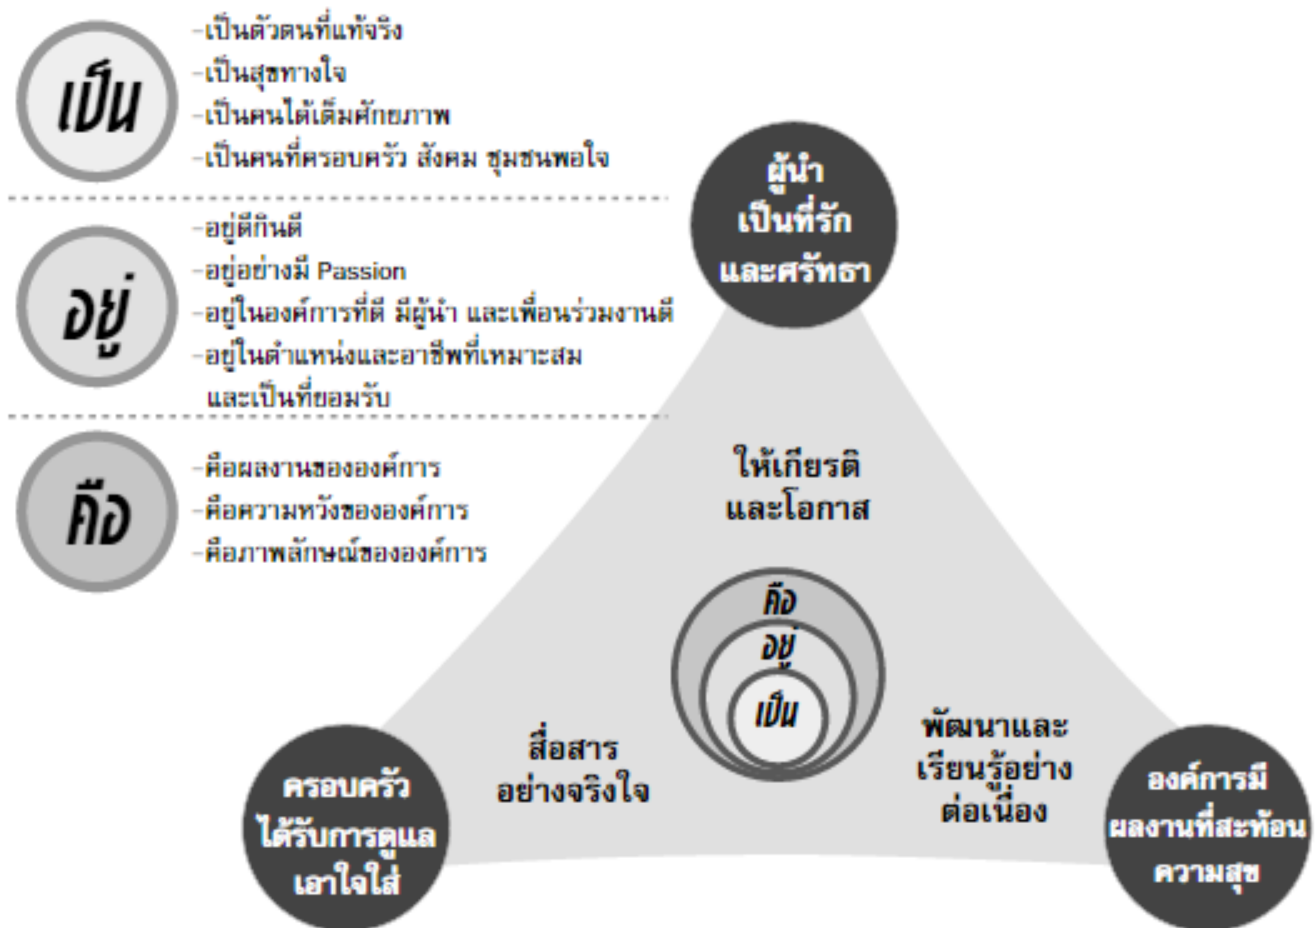 เป็น
-เป็นตัวตนที่แท้จริง
-เป็นสุขทางใจ
-เป็นคนได้เต็มศักยภาพ
-เป็นคนที่ครอบครัว สังคม ชุมชนพอใจ
อยู่
-อยู่ดีกินดี
-อยู่อย่างมี Passion
-อยู่ในองค์การที่ดี มีผู้นำ และเพื่อนร่วมงานดี
-อยู่ในตำแหน่งและอาชีพที่เหมาะสม
และเป็นที่ยอมรับ
คือ
-คือผลงานขององค์การ
-คือความหวังขององค์การ
-คือภาพลักษณ์ขององค์การ
ผู้นำ
เป็นที่รัก
และศรัทธา
ให้เกียรติ
และโอกาส
คือ
อยู่
เป็น
สื่อสาร
อย่างจริงใจ
พัฒนาและ
เรียนรู้อย่าง
ต่อเนื่อง
ครอบครัว
ได้รับการดูแล
เอาใจใส่
องค์การมี
ผลงานที่สะท้อน
ความสุข